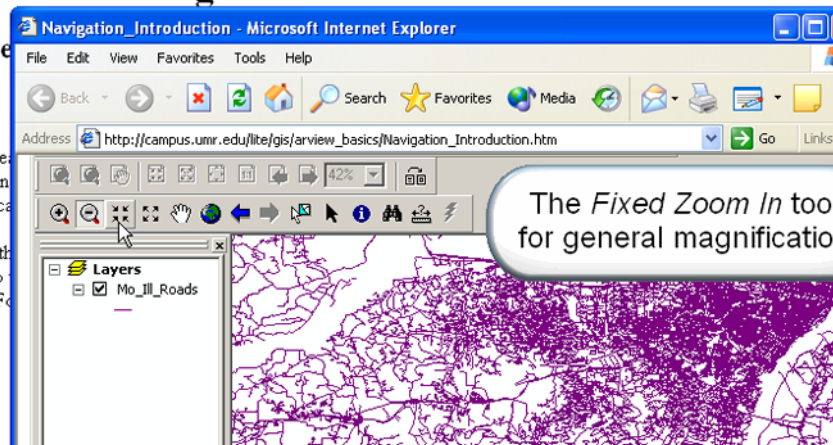 Navigation_Introduction - Microsoft Internet Explorer
File Edit View Favorites Tools Help
Back Search Favorites Media
Address http://campus.umr.edu/lite/gis/arview_basics/Navigation_Introduction.htm Go Links
42%
The Fixed Zoom In too
for general magnificatio
Layers
Mo_Ill_Roads